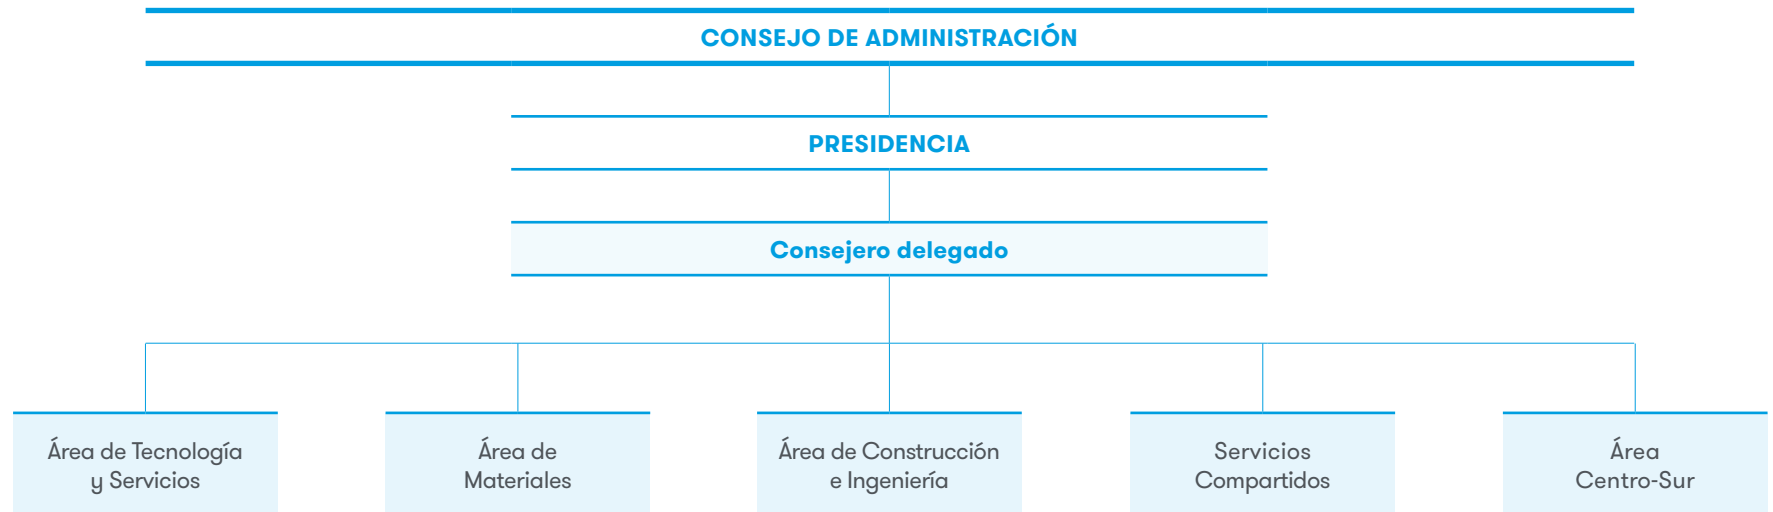 CONSEJO DE ADMINISTRACIÓN
PRESIDENCIA
Consejero delegado
Área de Tecnología
y Servicios
Área de
Materiales
Área de Construcción
e Ingeniería
Servicios
Compartidos
Área
Centro-Sur